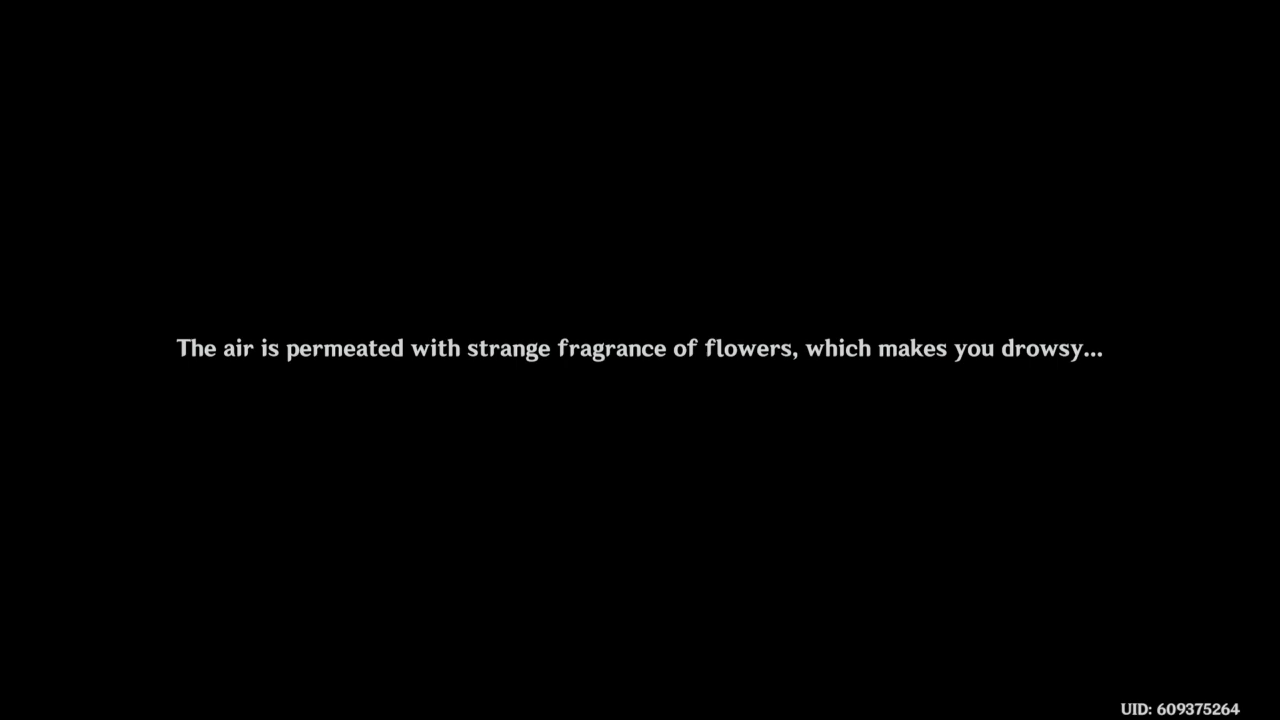 The air is permeated with strange fragrance of flowers, which makes you drowsy...
UID: 609375264